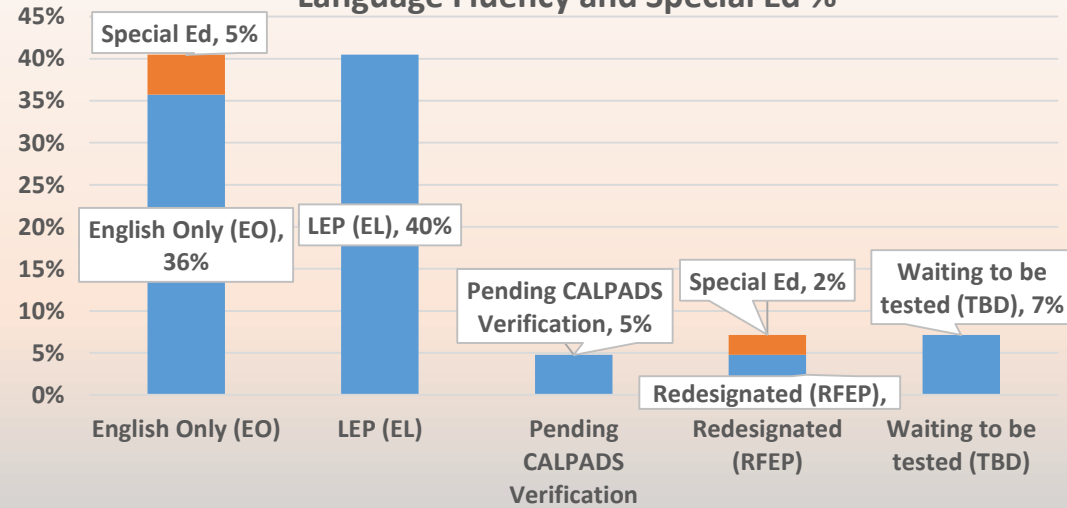 Language Fluency and Special Ed %
45%
40%
35%
30%
25%
20%
15%
10%
5%
0%
Special Ed, 5%
English Only (EO),
36%
LEP (EL), 40%
Pending CALPADS
Verification, 5%
Special Ed, 2%
Redesignated (RFEP),
Waiting to be
tested (TBD), 7%
English Only (EO)
LEP (EL)
Pending
CALPADS
Verification
Redesignated
(RFEP)
Waiting to be
tested (TBD)